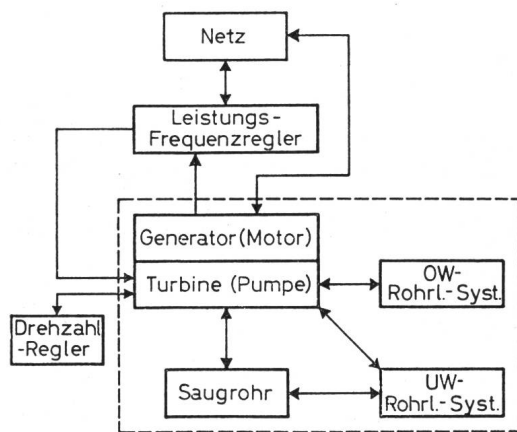 Netz
Leistungs-
Frequenzregler
Generator(Motor)
Turbine (Pumpe)
OW-
Rohrl.-Syst.
Drehzahl
-Regler
Saugrohr
UW-
Rohrl.-Syst.